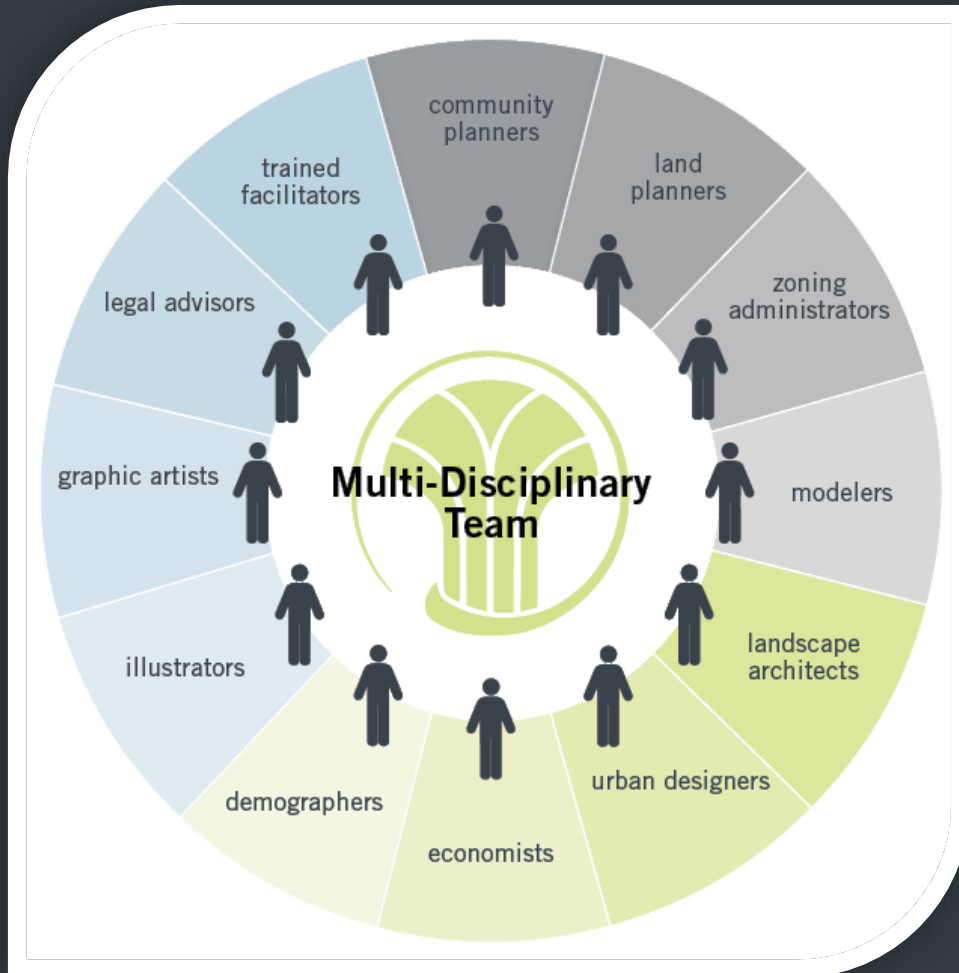 community
planners
land
planners
zoning
administrators
modelers
landscape
architects
urban designers
economists
demographers
illustrators
graphic artists
legal advisors
trained
facilitators
Multi-Disciplinary
Team